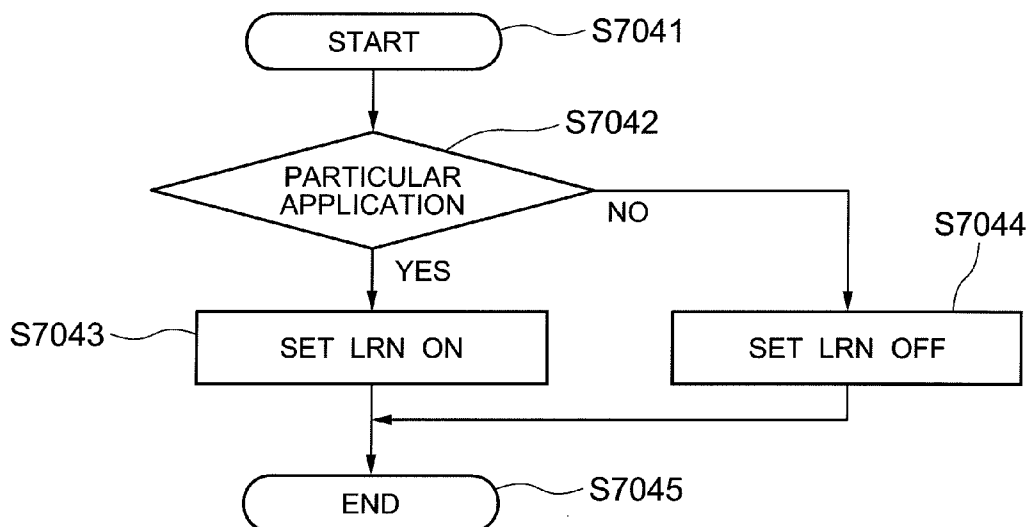 START
S7041
S7042
PARTICULAR
APPLICATION
NO
YES
S7044
S7043
SET LRN ON
SET LRN OFF
END
S7045